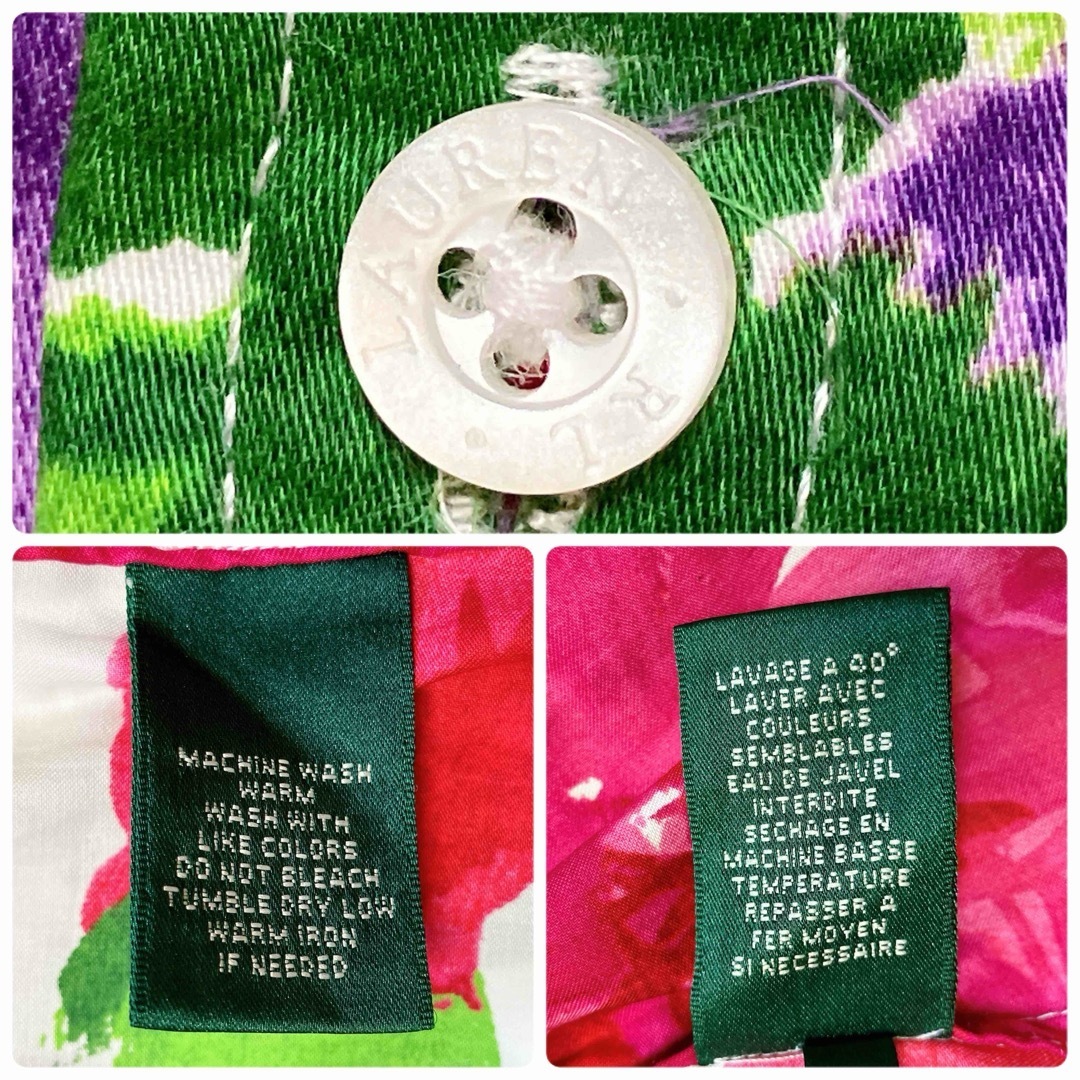 LAUREN
RL
MACHINE WASH
WARM
WASH WITH
LIKE COLORS
DO NOT BLEACH
TUMBLE DRY LOW
WARM IRON
IF NEEDED
LAVAGE A 40°
LAVER AVEC
COULEURS
SEMBLABLES
EAU DE JAVEL
INTERDITE
SECHAGE EN
MACHINE BASSE
TEMPERATURE
REPASSER A
FER MOYEN
SI NECESSAIRE